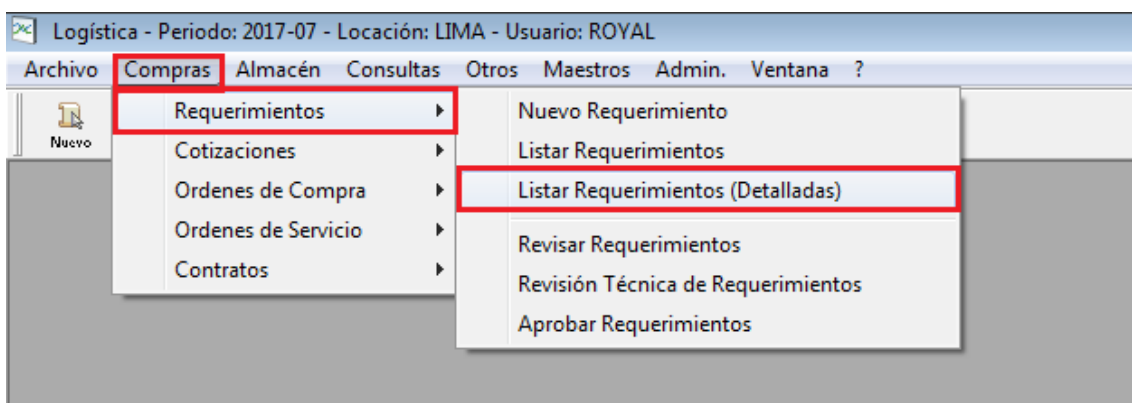 Logística - Periodo: 2017-07 - Locación: LIMA - Usuario: ROYAL
Archivo Compras Almacén Consultas Otros Maestros Admin. Ventana ?
Nuevo
Requerimientos
Cotizaciones
Ordenes de Compra
Ordenes de Servicio
Contratos
Nuevo Requerimiento
Listar Requerimientos
Listar Requerimientos (Detalladas)
Revisar Requerimientos
Revisión Técnica de Requerimientos
Aprobar Requerimientos